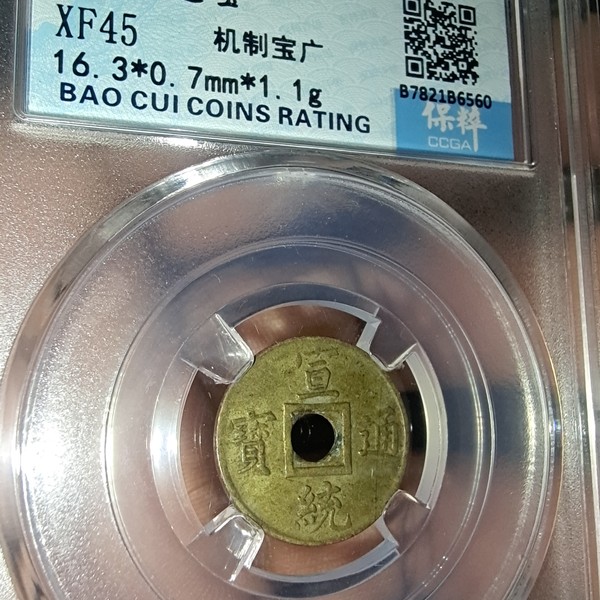 XF45 机制宝广
16.3*0.7mm*1.1g
BAO CUI COINS RATING
B7821B6560
保粹
CCGA
宣
寶 通
統